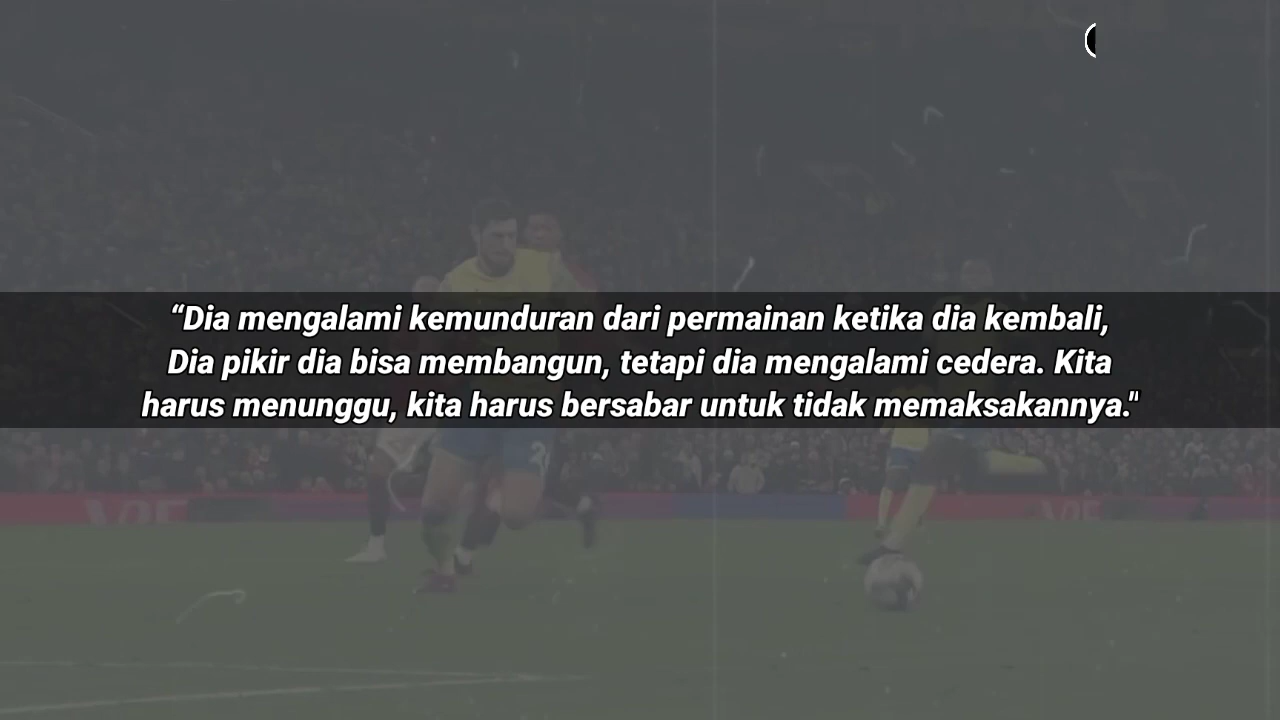 “Dia mengalami kemunduran dari permainan ketika dia kembali,
Dia pikir dia bisa membangun, tetapi dia mengalami cedera. Kita
harus menunggu, kita harus bersabar untuk tidak memaksakannya."